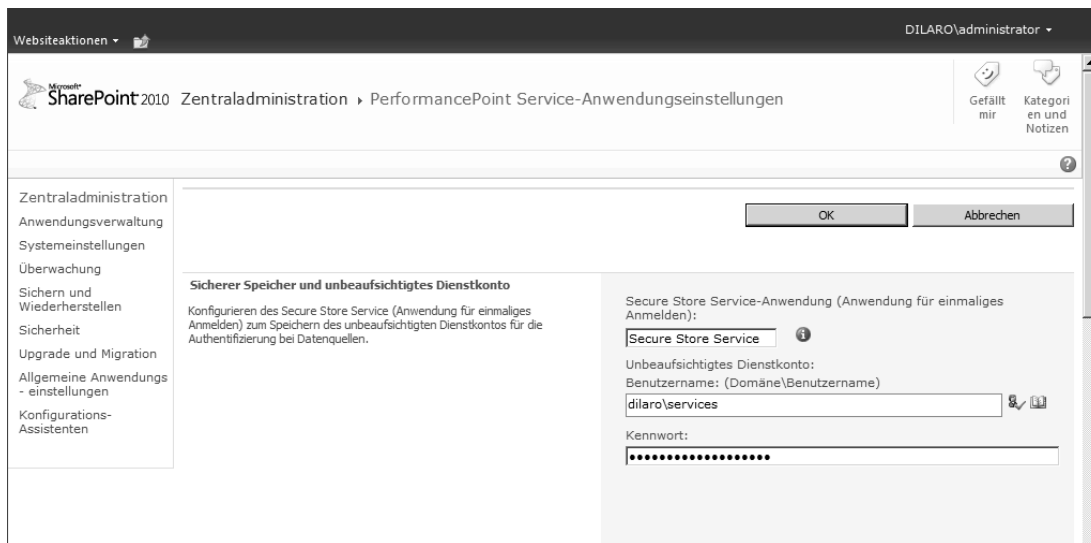 DILARO\administrator
Websiteaktionen
Microsoft
SharePoint 2010 Zentraladministration PerformancePoint Service-Anwendungseinstellungen
Gefällt
mir
Kategori
en und
Notizen
Zentraladministration
Anwendungsverwaltung
Systemeinstellungen
Überwachung
Sichern und
Wiederherstellen
Sicherheit
Upgrade und Migration
Allgemeine Anwendungs
- einstellungen
Konfigurations-
Assistenten
OK
Abbrechen
Sicherer Speicher und unbeaufsichtigtes Dienstkonto
Konfigurieren des Secure Store Service (Anwendung für einmaliges
Anmelden) zum Speichern des unbeaufsichtigten Dienstkontos für die
Authentifizierung bei Datenquellen.
Secure Store Service-Anwendung (Anwendung für einmaliges
Anmelden):
Secure Store Service
Unbeaufsichtigtes Dienstkonto:
Benutzername: (Domäne\Benutzername)
dilaro\services
Kennwort:
•••••••••••••••••••